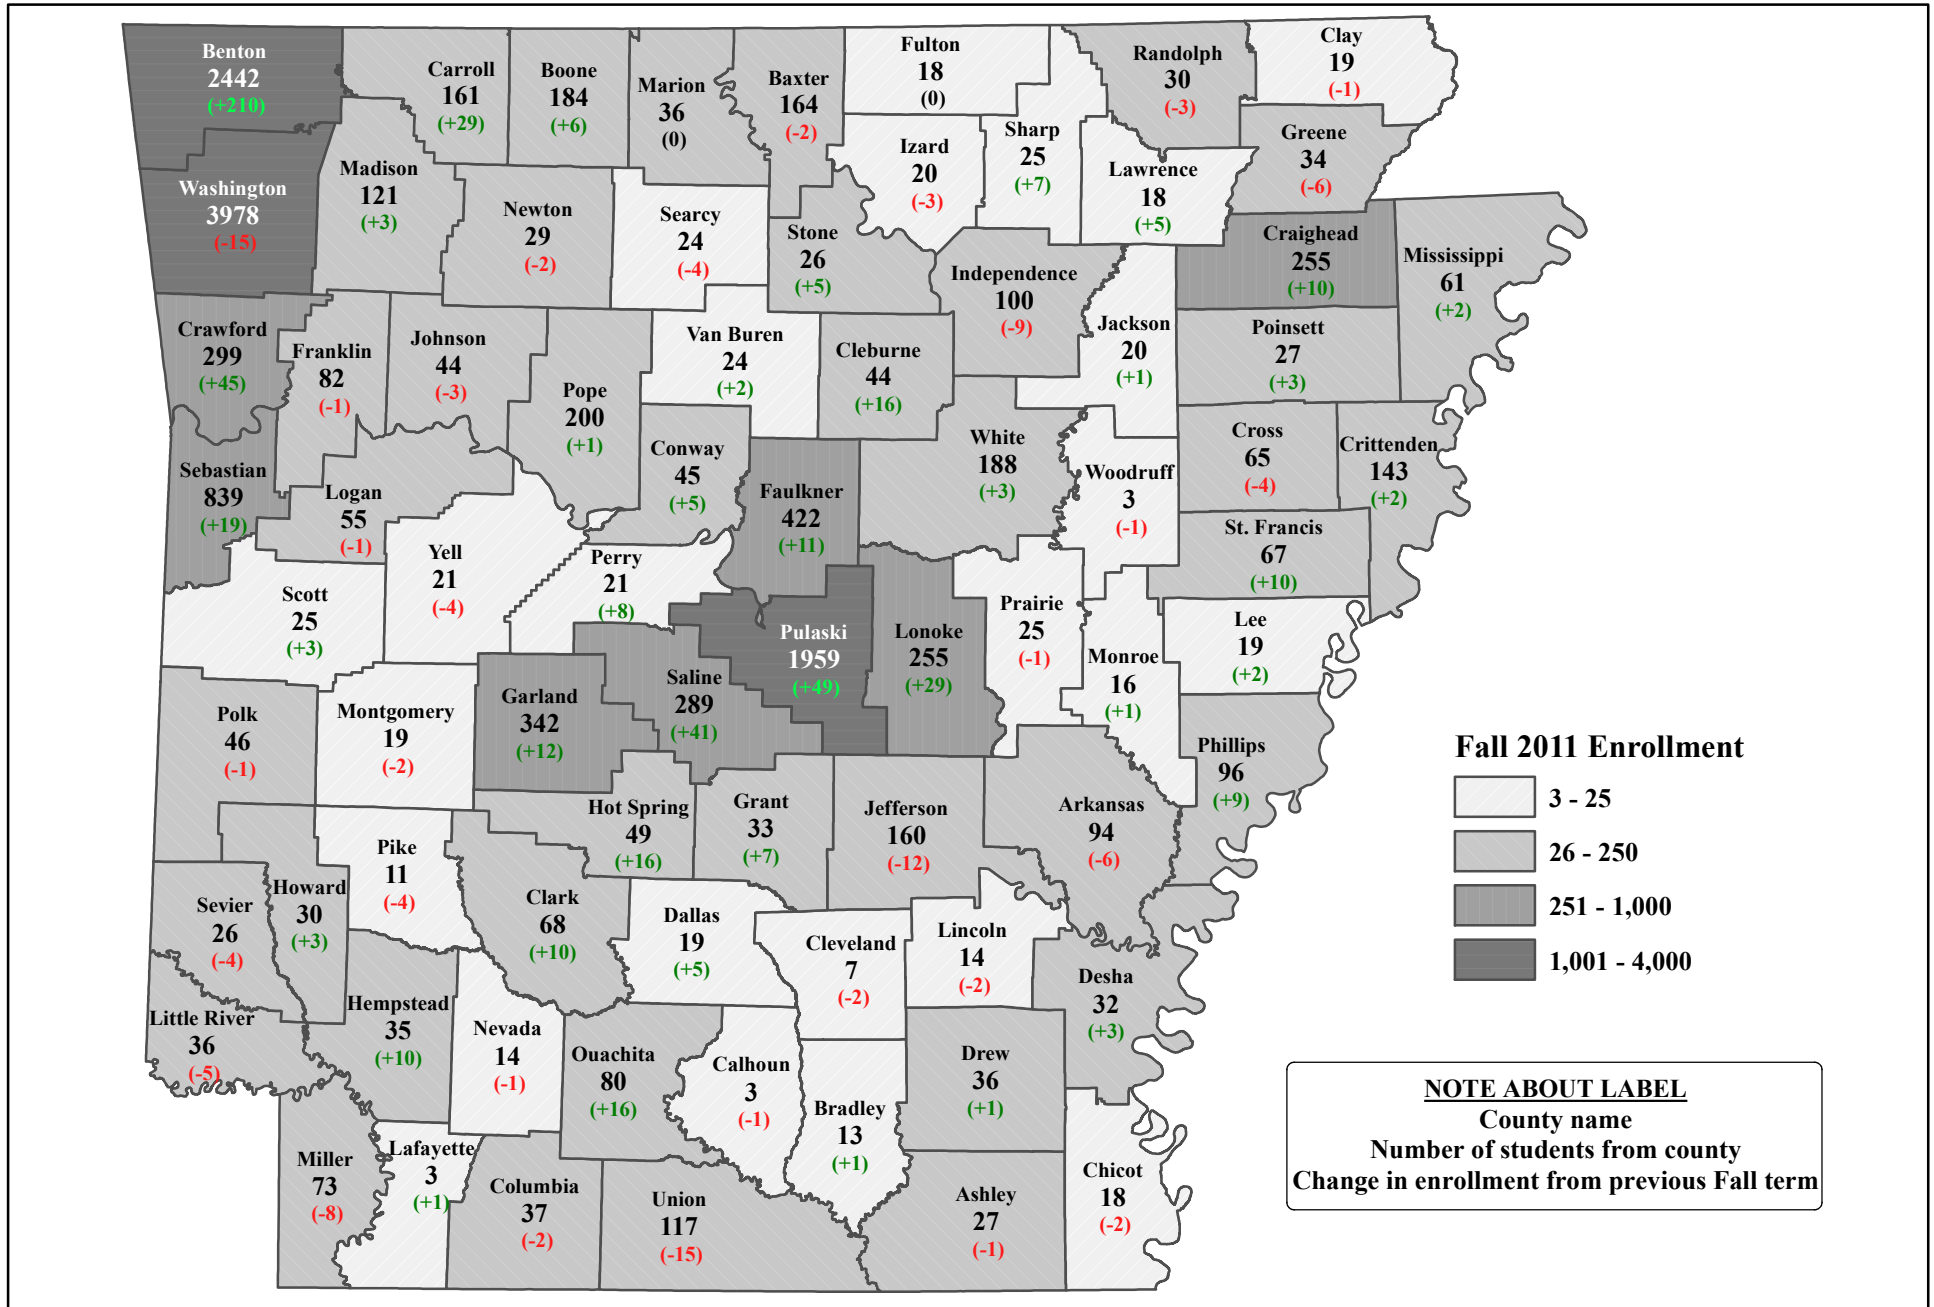 Benton
2442
(+210)
Carroll
161
(+29)
Boone
184
(+6)
Marion
36
(0)
Baxter
164
(-2)
Fulton
18
(0)
Randolph
30
(-3)
Clay
19
(-1)
Washington
3978
(-15)
Madison
121
(+3)
Newton
29
(-2)
Searcy
24
(-4)
Stone
26
(+5)
Izard
20
(-3)
Sharp
25
(+7)
Lawrence
18
(+5)
Greene
34
(-6)
Independence
100
(-9)
Craighead
255
(+10)
Mississippi
61
(+2)
Crawford
299
(+45)
Franklin
82
(-1)
Johnson
44
(-3)
Pope
200
(+1)
Van Buren
24
(+2)
Cleburne
44
(+16)
Jackson
20
(+1)
Poinsett
27
(+3)
Sebastian
839
(+19)
Logan
55
(-1)
Conway
45
(+5)
Faulkner
422
(+11)
White
188
(+3)
Woodruff
3
(-1)
Cross
65
(-4)
Crittenden
143
(+2)
St. Francis
67
(+10)
Scott
25
(+3)
Yell
21
(-4)
Perry
21
(+8)
Pulaski
1959
(+49)
Lonoke
255
(+29)
Prairie
25
(-1)
Monroe
16
(+1)
Lee
19
(+2)
Polk
46
(-1)
Montgomery
19
(-2)
Garland
342
(+12)
Saline
289
(+41)
Phillips
96
(+9)
Hot Spring
49
(+16)
Grant
33
(+7)
Jefferson
160
(-12)
Arkansas
94
(-6)
Sevier
26
(-4)
Howard
30
(+3)
Pike
11
(-4)
Clark
68
(+10)
Dallas
19
(+5)
Cleveland
7
(-2)
Lincoln
14
(-2)
Desha
32
(+3)
Little River
36
(-5)
Hempstead
35
(+10)
Nevada
14
(-1)
Ouachita
80
(+16)
Calhoun
3
(-1)
Bradley
13
(+1)
Drew
36
(+1)
Miller
73
(-8)
Lafayette
3
(+1)
Columbia
37
(-2)
Union
117
(-15)
Ashley
27
(-1)
Chicot
18
(-2)
Fall 2011 Enrollment
3 - 25
26 - 250
251 - 1,000
1,001 - 4,000
NOTE ABOUT LABEL
County name
Number of students from county
Change in enrollment from previous Fall term